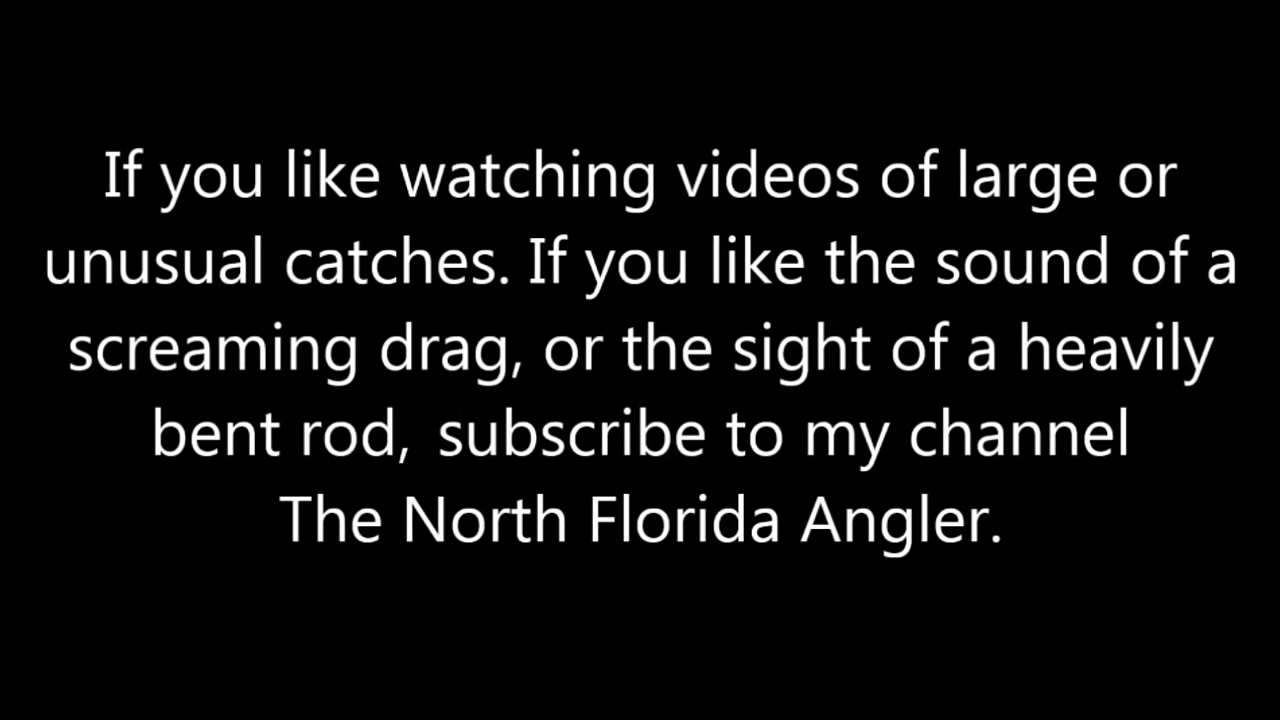 If you like watching videos of large or
unusual catches. If you like the sound of a
screaming drag, or the sight of a heavily
bent rod, subscribe to my channel
The North Florida Angler.